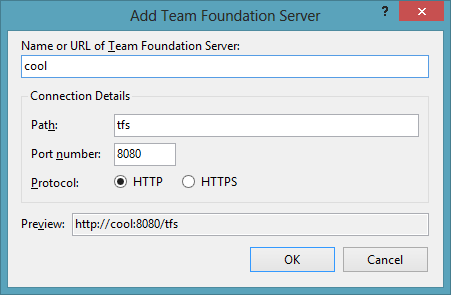 Add Team Foundation Server
?
Name or URL of Team Foundation Server:
cool
Connection Details
Path: tfs
Port number: 8080
Protocol: HTTP HTTPS
Preview: http://cool:8080/tfs
OK Cancel